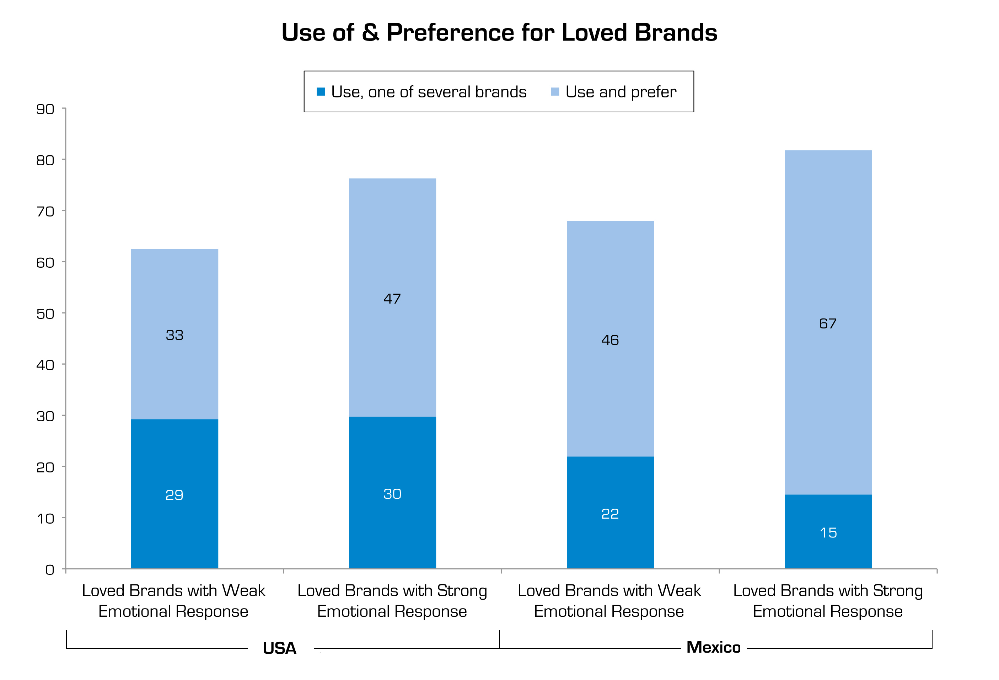 Use of & Preference for Loved Brands
Use, one of several brands Use and prefer
90
80
70
60
50
40
30
20
10
0
33
29
47
30
46
22
67
15
Loved Brands with Weak
Emotional Response
Loved Brands with Strong
Emotional Response
Loved Brands with Weak
Emotional Response
Loved Brands with Strong
Emotional Response
USA
Mexico